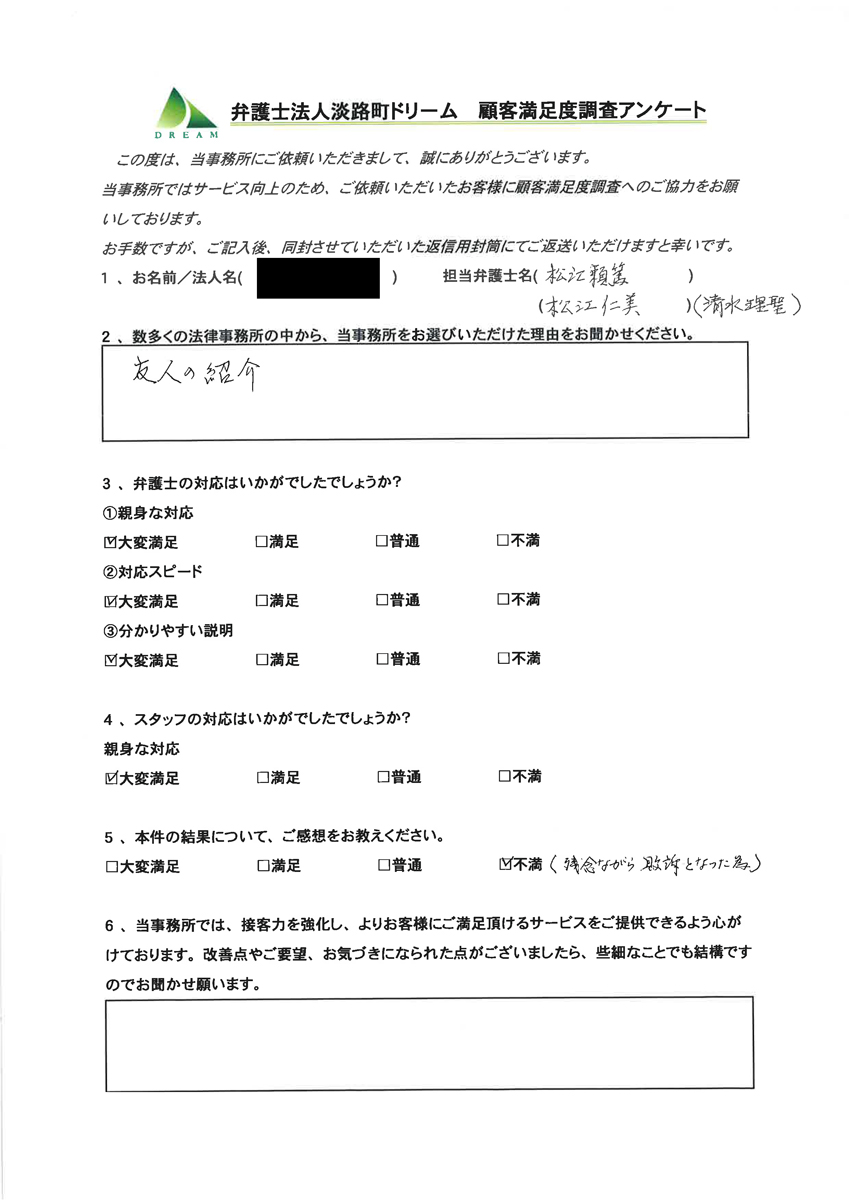 DREAM
弁護士法人淡路町ドリーム 顧客満足度調査アンケート
この度は、当事務所にご依頼いただきまして、誠にありがとうございます。
当事務所ではサービス向上のため、ご依頼いただいたお客様に顧客満足度調査へのご協力をお願
いしております。
お手数ですが、ご記入後、同封させていただいた返信用封筒にてご返送いただけますと幸いです。
1、お名前／法人名( ) 担当弁護士名( 松江頼篤 )
(松江仁美 )(清水理聖)
2、数多くの法律事務所の中から、当事務所をお選びいただけた理由をお聞かせください。
友人の紹介
3、弁護士の対応はいかがでしたでしょうか?
①親身な対応
☑大変満足 □満足 □普通 □不満
②対応スピード
☑大変満足 □満足 □普通 □不満
③分かりやすい説明
☑大変満足 □満足 □普通 □不満
4、スタッフの対応はいかがでしたでしょうか?
親身な対応
☑大変満足 □満足 □普通 □不満
5、本件の結果について、ご感想をお教えください。
□大変満足 □満足 □普通 ☑不満(残念ながら敗訴となった為)
6、当事務所では、接客力を強化し、よりお客様にご満足頂けるサービスをご提供できるよう心が
けております。改善点やご要望、お気づきになられた点がございましたら、些細なことでも結構です
のでお聞かせ願います。